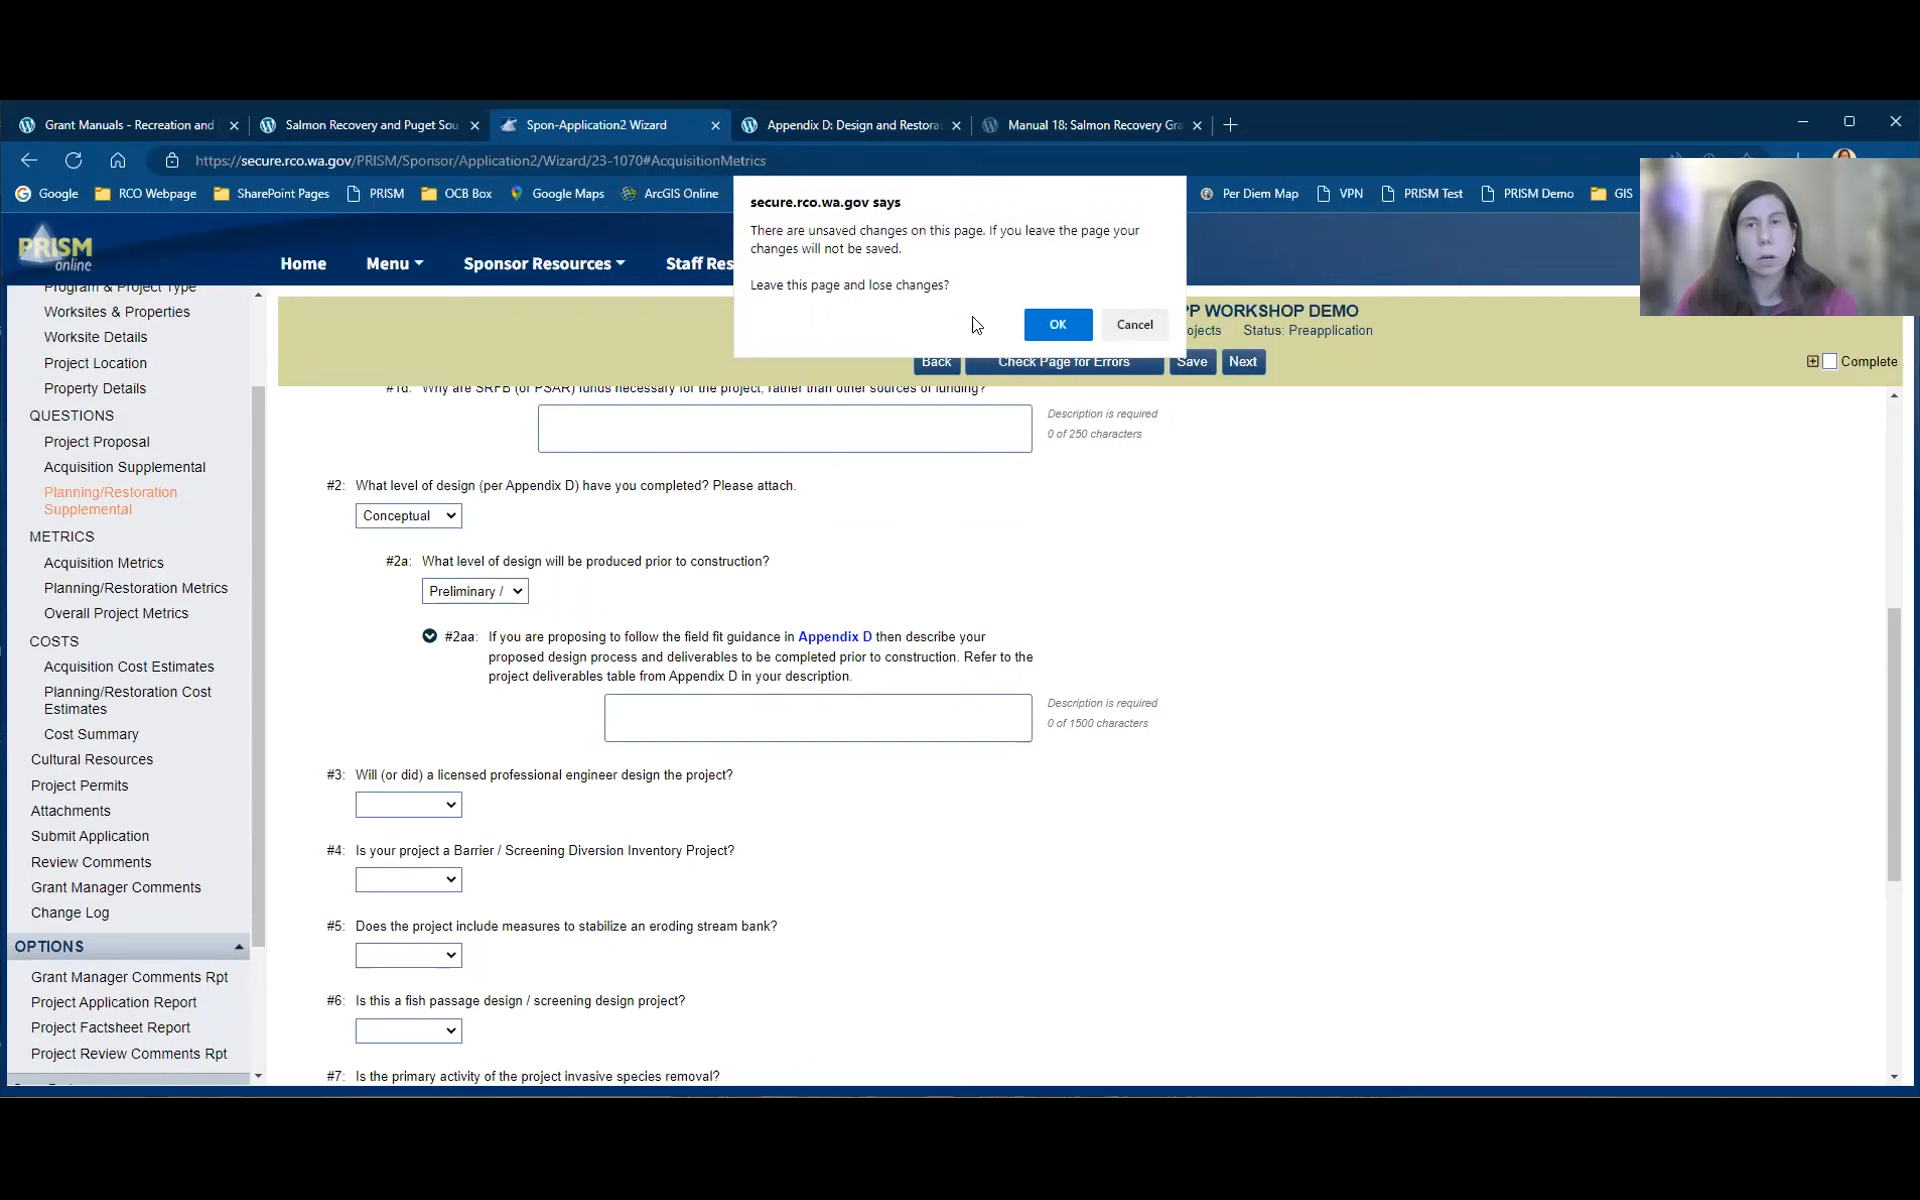 Grant Manuals - Recreation and
Salmon Recovery and Puget Sou
Spon-Application2 Wizard
Appendix D: Design and Restorat
Manual 18: Salmon Recovery Gra
https://secure.rco.wa.gov/PRISM/Sponsor/Application2/Wizard/23-1070#AcquisitionMetrics
Google
RCO Webpage
SharePoint Pages
PRISM
OCB Box
Google Maps
ArcGIS Online
Per Diem Map
VPN
PRISM Test
PRISM Demo
GIS
secure.rco.wa.gov says
There are unsaved changes on this page. If you leave the page your
changes will not be saved.
Leave this page and lose changes?
OK
Cancel
PRISM
online
Home
Menu
Sponsor Resources
Staff Res
PP WORKSHOP DEMO
ojects Status: Preapplication
Back
Check Page for Errors
Save
Next
Complete
Program & Project Type
Worksites & Properties
Worksite Details
Project Location
Property Details
QUESTIONS
Project Proposal
Acquisition Supplemental
Planning/Restoration
Supplemental
METRICS
Acquisition Metrics
Planning/Restoration Metrics
Overall Project Metrics
COSTS
Acquisition Cost Estimates
Planning/Restoration Cost
Estimates
Cost Summary
Cultural Resources
Project Permits
Attachments
Submit Application
Review Comments
Grant Manager Comments
Change Log
OPTIONS
Grant Manager Comments Rpt
Project Application Report
Project Factsheet Report
Project Review Comments Rpt
#1d: Why are SRFB (or PSAR) funds necessary for the project, rather than other sources of funding?
Description is required
0 of 250 characters
#2: What level of design (per Appendix D) have you completed? Please attach.
Conceptual
#2a: What level of design will be produced prior to construction?
Preliminary /
#2aa: If you are proposing to follow the field fit guidance in Appendix D then describe your
proposed design process and deliverables to be completed prior to construction. Refer to the
project deliverables table from Appendix D in your description.
Description is required
0 of 1500 characters
#3: Will (or did) a licensed professional engineer design the project?
#4: Is your project a Barrier / Screening Diversion Inventory Project?
#5: Does the project include measures to stabilize an eroding stream bank?
#6: Is this a fish passage design / screening design project?
#7: Is the primary activity of the project invasive species removal?